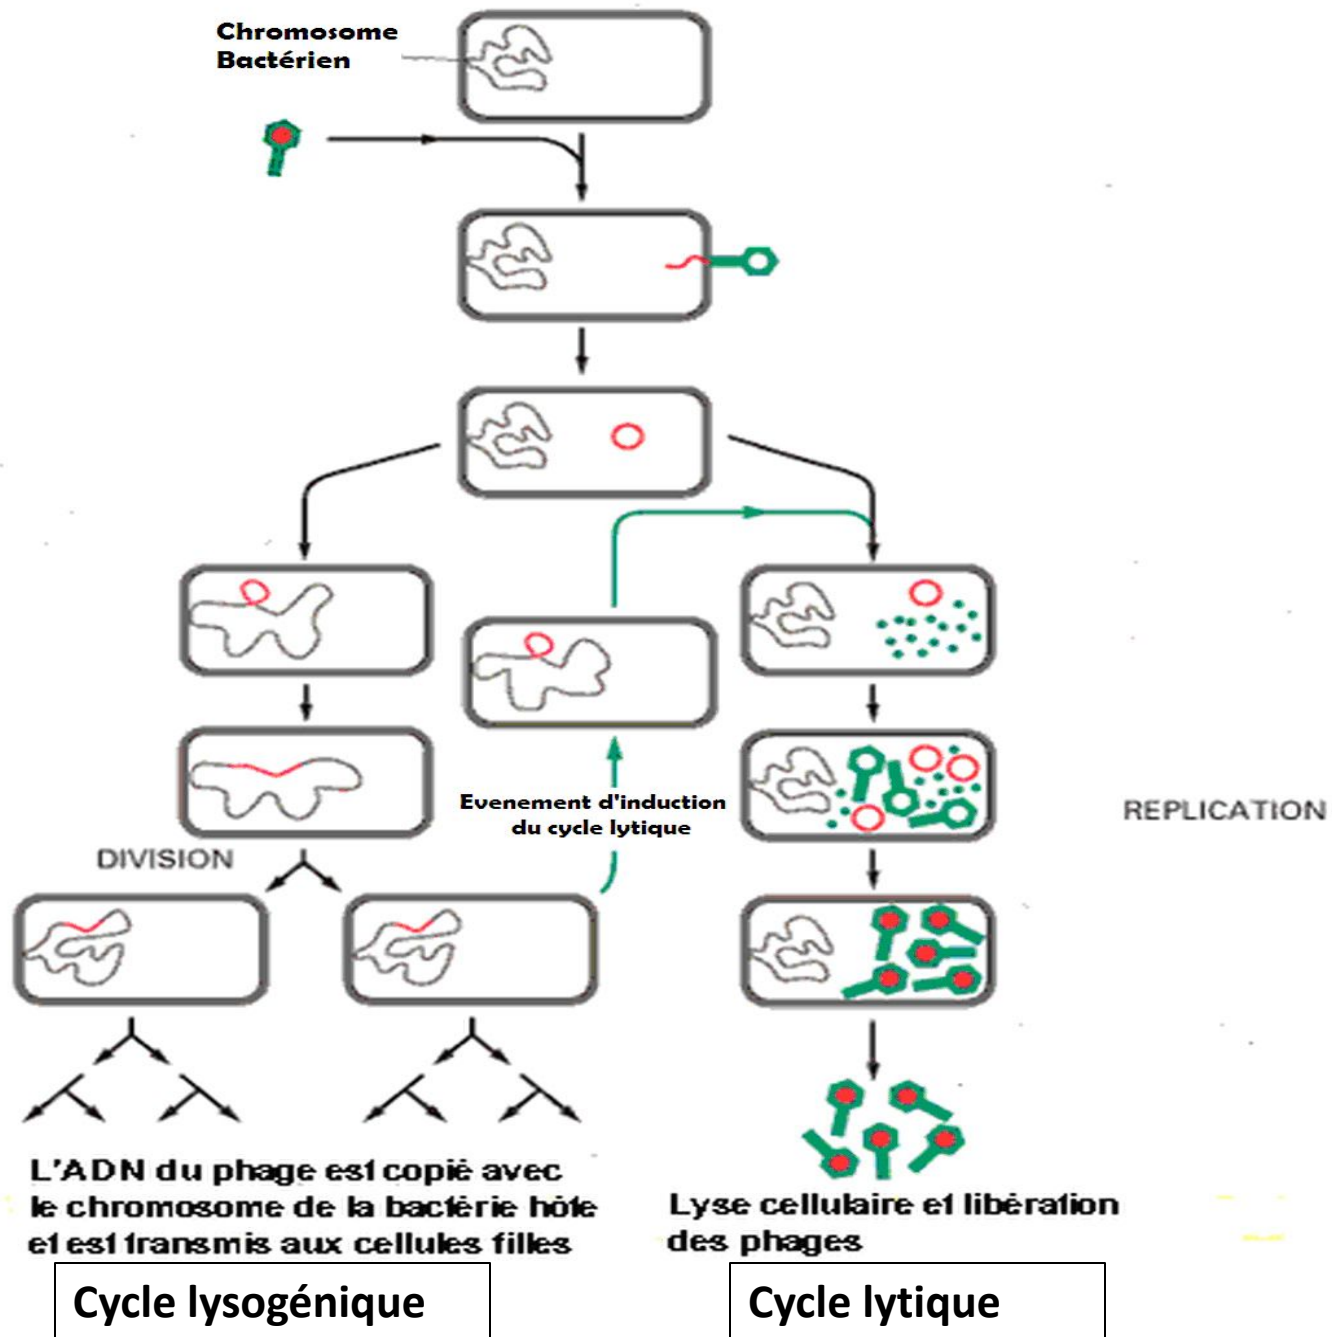 Chromosome
Bactérien
Evenement d'induction
du cycle lytique
REPLICATION
DIVISION
L'ADN du phage est copié avec
le chromosome de la bactérie hôte
et est transmis aux cellules filles
Lyse cellulaire et libération
des phages
Cycle lysogénique
Cycle lytique